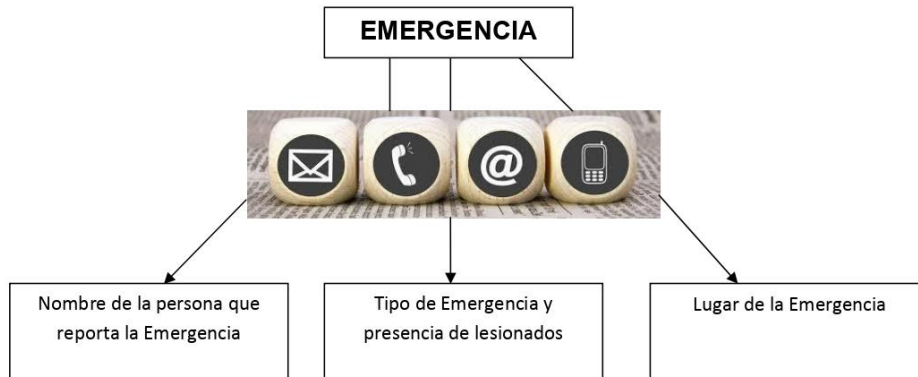 EMERGENCIA
@
Nombre de la persona que
reporta la Emergencia
Tipo de Emergencia y
presencia de lesionados
Lugar de la Emergencia